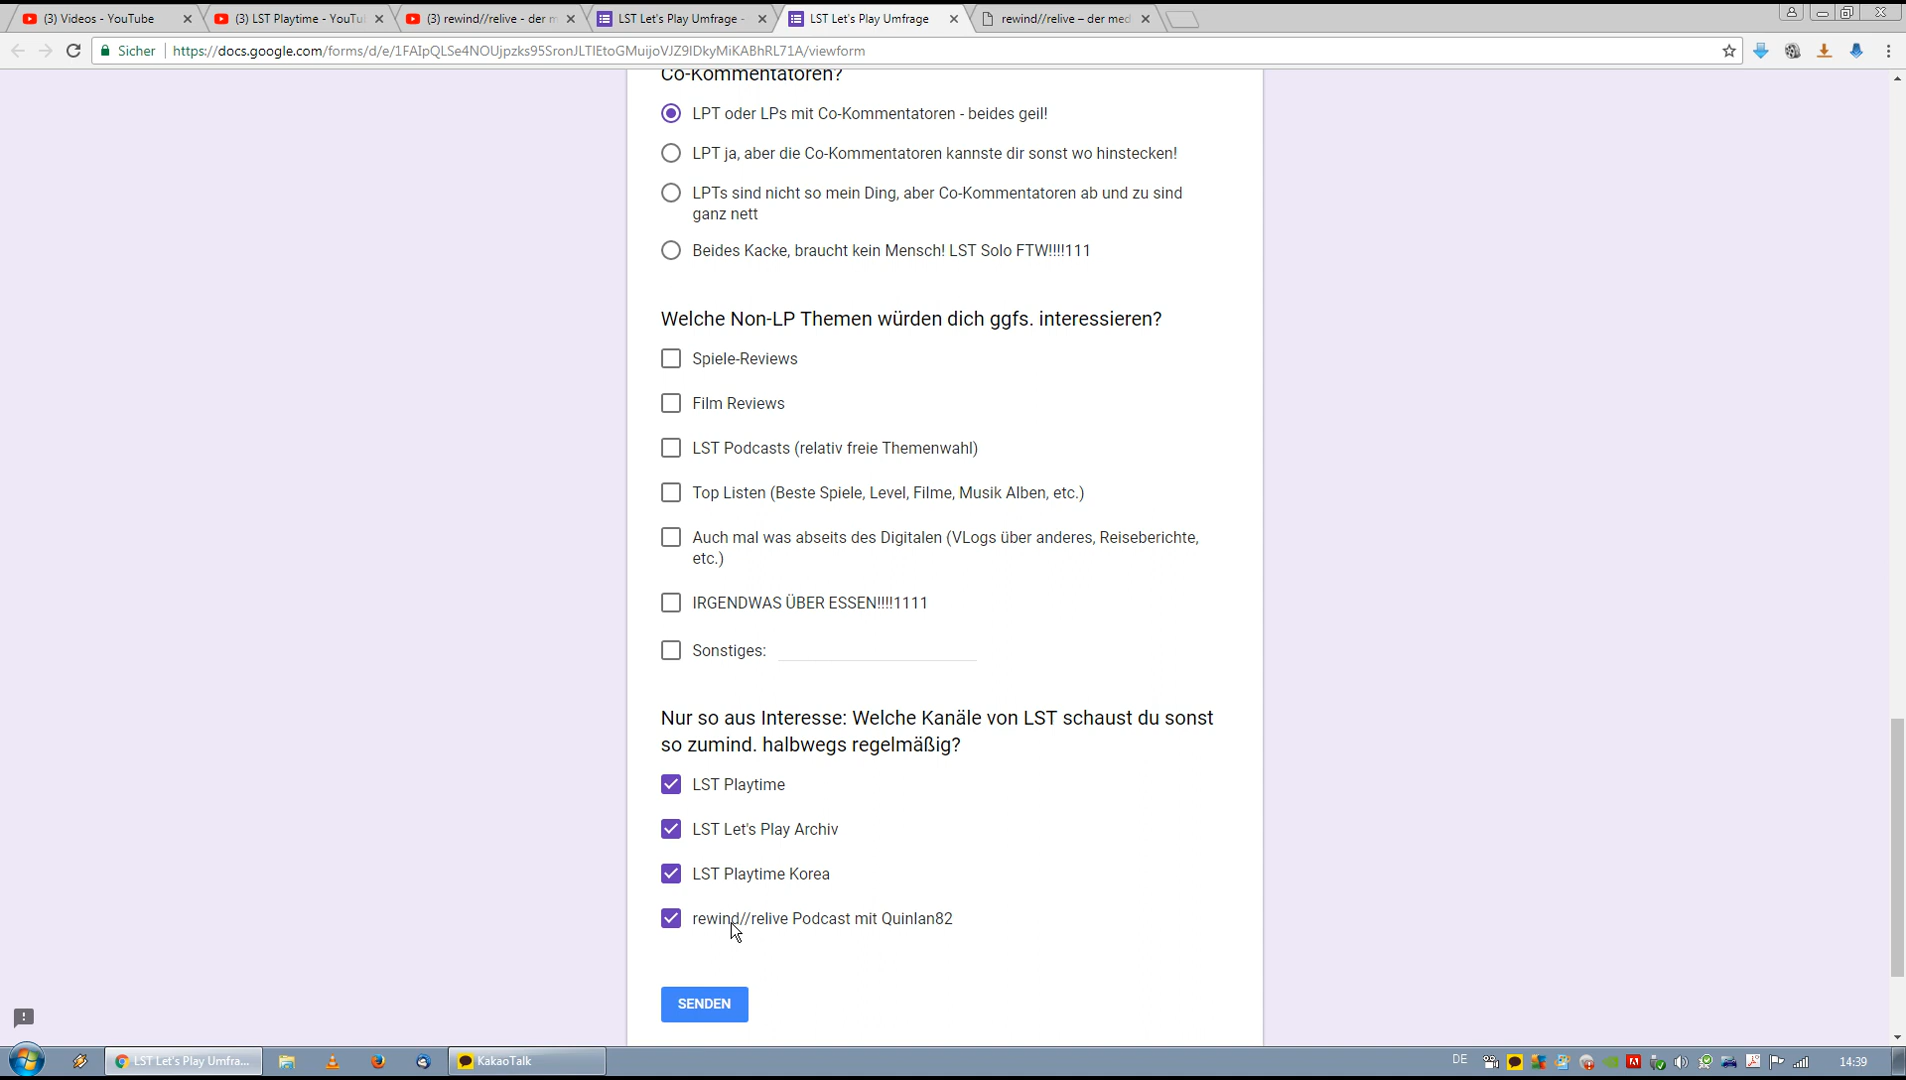 (3) Videos - YouTube
(3) LST Playtime - YouTu
(3) rewind//relive - der m
LST Let's Play Umfrage -
LST Let's Play Umfrage
rewind//relive – der med
Sicher
https://docs.google.com/forms/d/e/1FAIpQLSe4NOUjpzks95SronJLTlEtoGMuijoVJZ9lDkyMiKABhRL71A/viewform
Co-Kommentatoren?
LPT oder LPs mit Co-Kommentatoren - beides geil!
LPT ja, aber die Co-Kommentatoren kannste dir sonst wo hinstecken!
LPTs sind nicht so mein Ding, aber Co-Kommentatoren ab und zu sind
ganz nett
Beides Kacke, braucht kein Mensch! LST Solo FTW!!!!111
Welche Non-LP Themen würden dich ggfs. interessieren?
Spiele-Reviews
Film Reviews
LST Podcasts (relativ freie Themenwahl)
Top Listen (Beste Spiele, Level, Filme, Musik Alben, etc.)
Auch mal was abseits des Digitalen (VLogs über anderes, Reiseberichte,
etc.)
IRGENDWAS ÜBER ESSEN!!!!1111
Sonstiges:
Nur so aus Interesse: Welche Kanäle von LST schaust du sonst
so zumind. halbwegs regelmäßig?
LST Playtime
LST Let's Play Archiv
LST Playtime Korea
rewind//relive Podcast mit Quinlan82
SENDEN
LST Let's Play Umfra...
KakaoTalk
DE
14:39